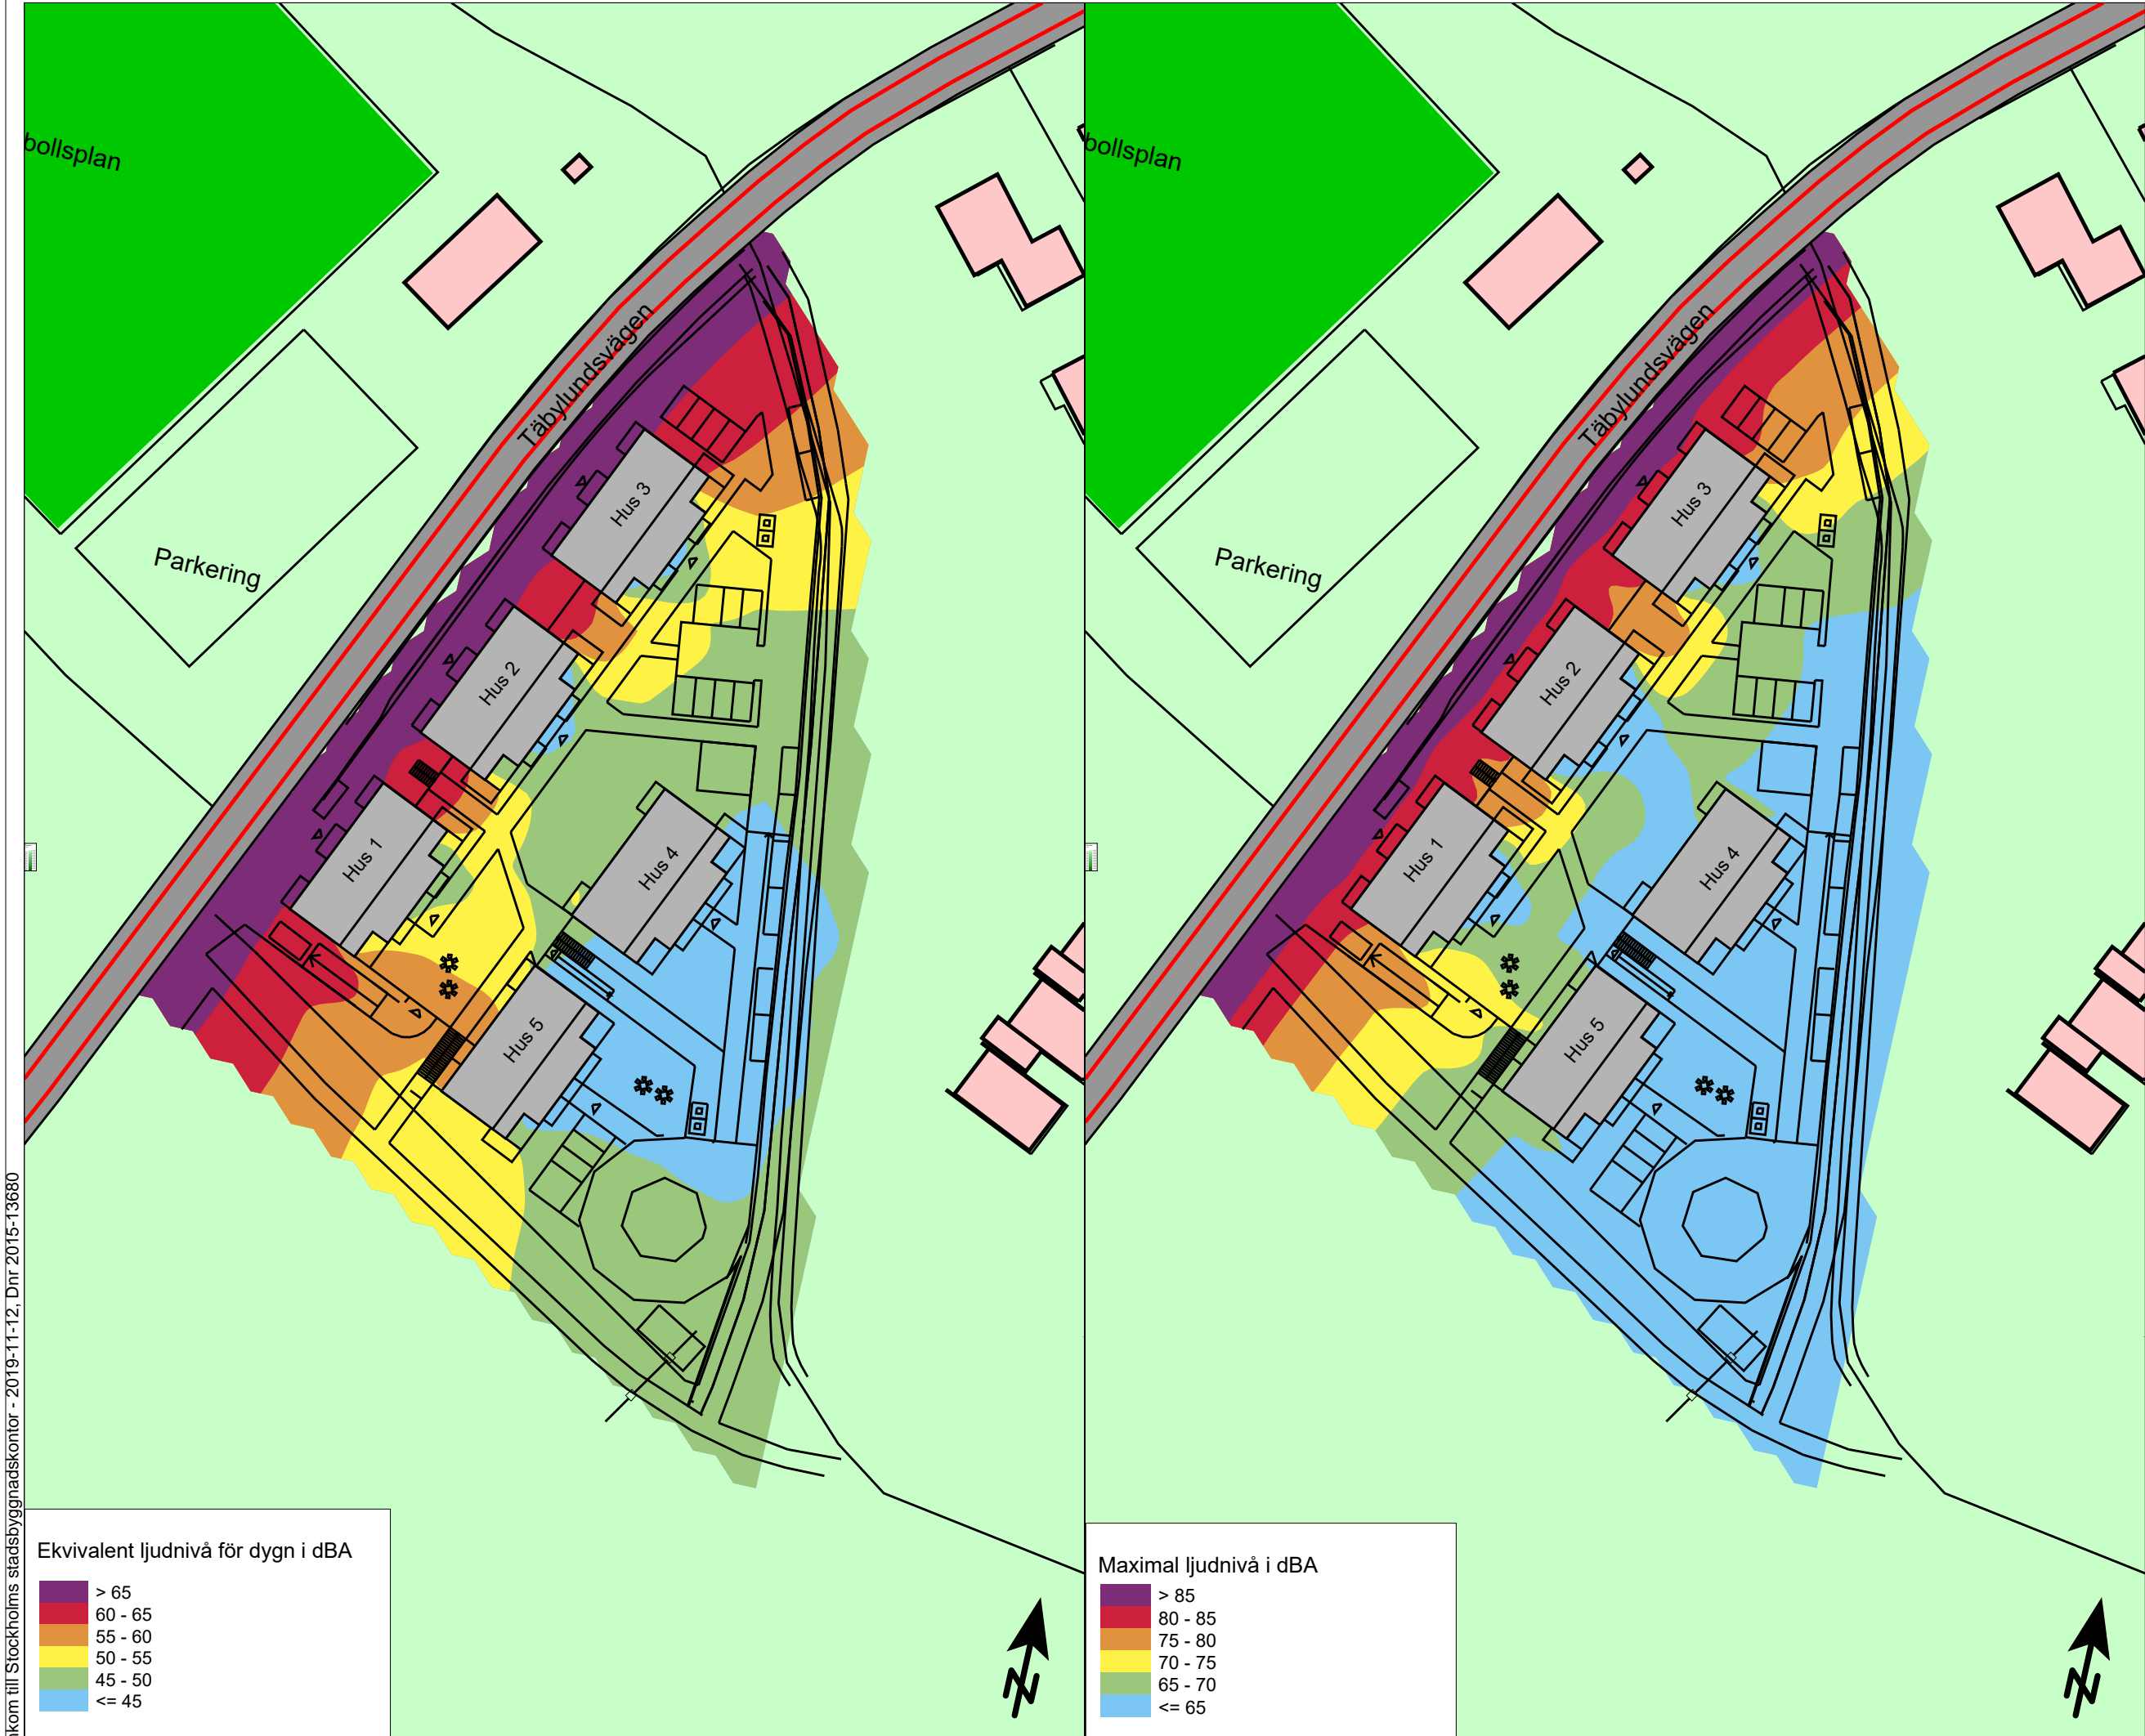 nkom till Stockholms stadsbyggnadskontor - 2019-11-12, Dnr 2015-13680
bollsplan
Täbylundsvägen
Parkering
Hus 3
Hus 2
Hus 1
Hus 4
Hus 5
Ekvivalent ljudnivå för dygn i dBA
> 65
60 - 65
55 - 60
50 - 55
45 - 50
<= 45
N
bollsplan
Täbylundsvägen
Parkering
Hus 3
Hus 2
Hus 1
Hus 4
Hus 5
Maximal ljudnivå i dBA
> 85
80 - 85
75 - 80
70 - 75
65 - 70
<= 65
N